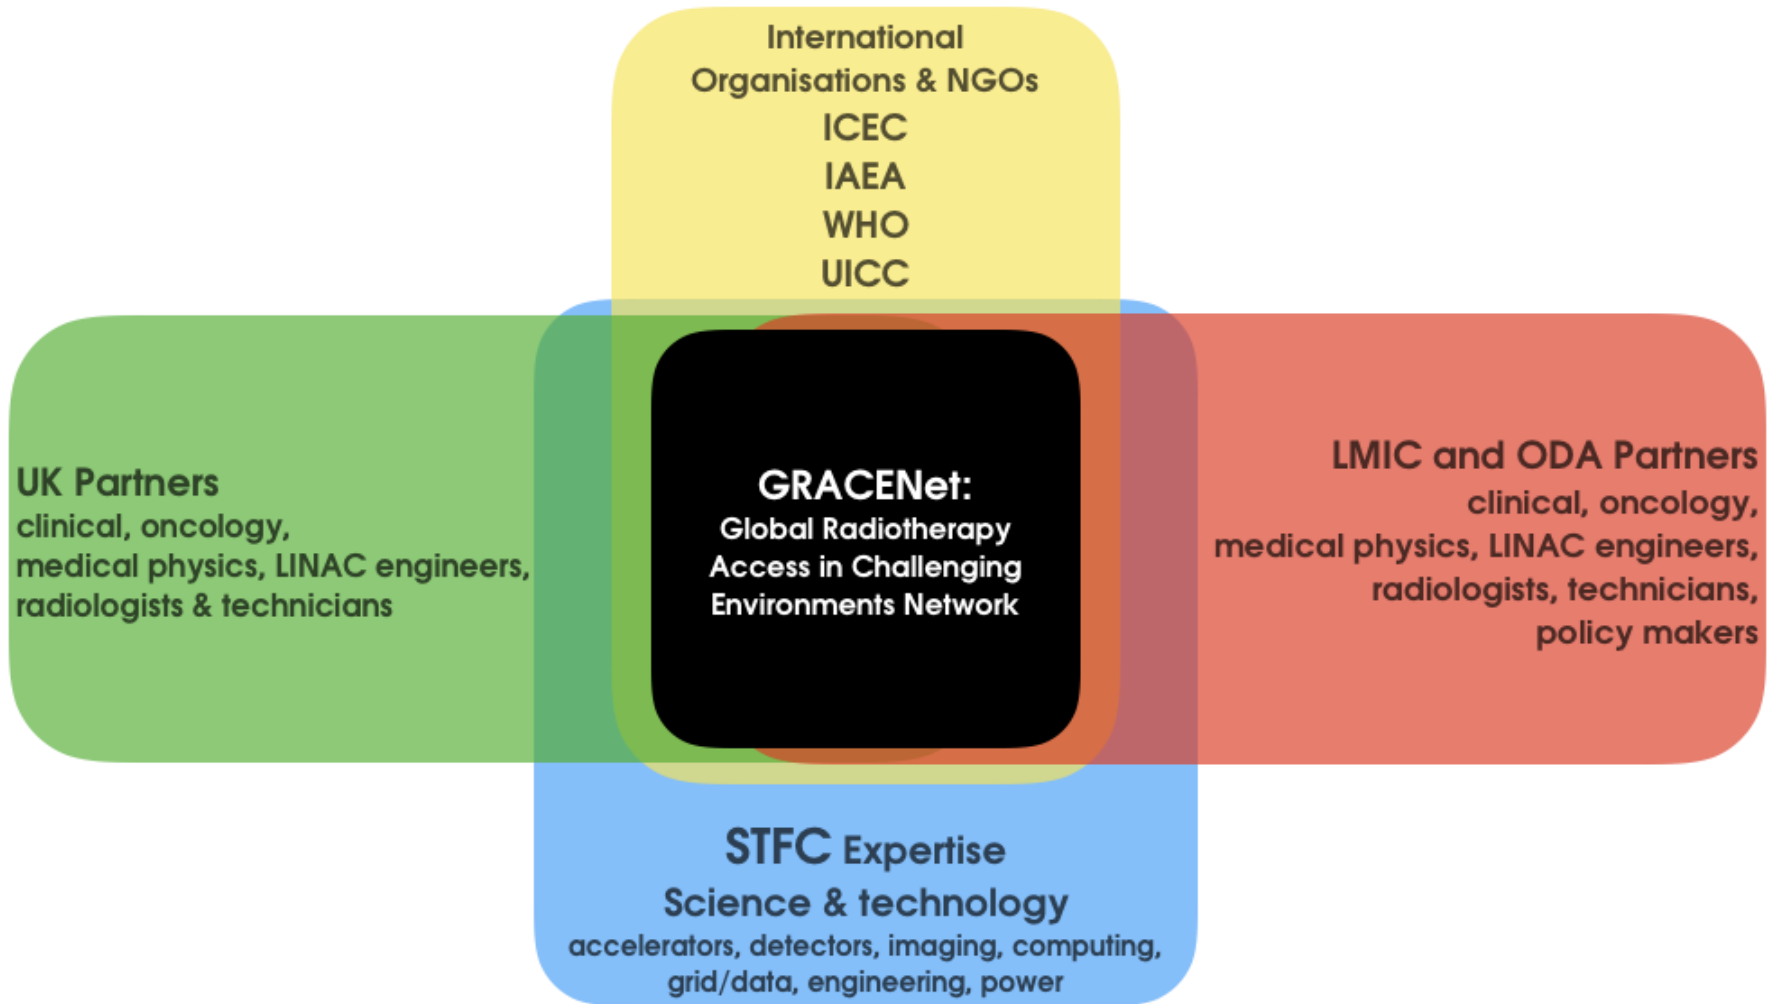 International
Organisations & NGOs
ICEC
IAEA
WHO
UICC
UK Partners
clinical, oncology,
medical physics, LINAC engineers,
radiologists & technicians
GRACENet:
Global Radiotherapy
Access in Challenging
Environments Network
LMIC and ODA Partners
clinical, oncology,
medical physics, LINAC engineers,
radiologists, technicians,
policy makers
STFC Expertise
Science & technology
accelerators, detectors, imaging, computing,
grid/data, engineering, power